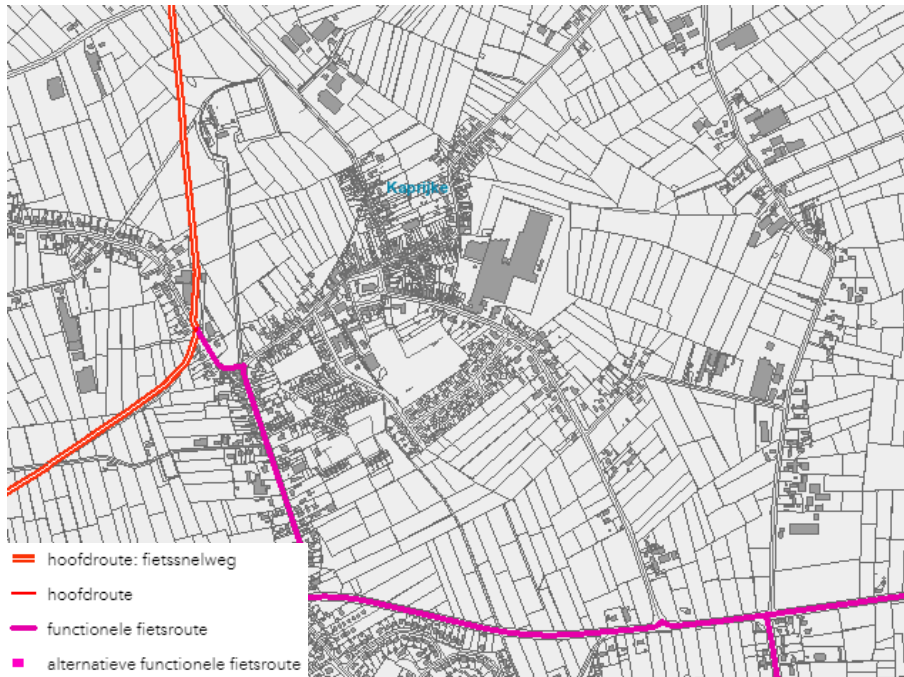 Kaprijke
hoofdroute: fietssnelweg
hoofdroute
functionele fietsroute
alternatieve functionele fietsroute